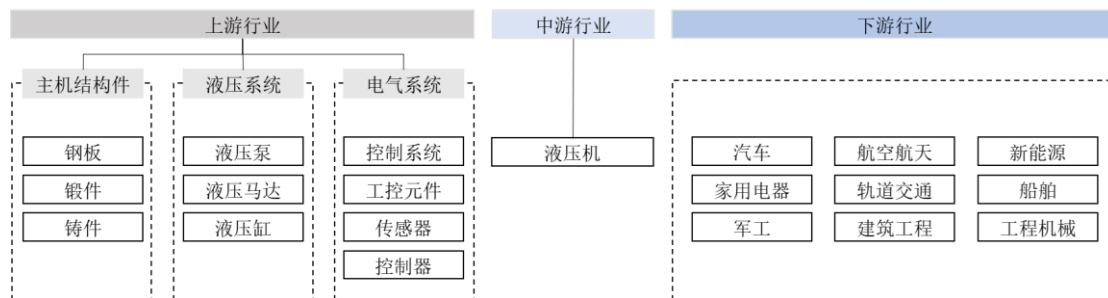 上游行业
中游行业
下游行业
主机结构件
液压系统
电气系统
钢板
液压泵
控制系统
液压机
汽车
航空航天
新能源
锻件
液压马达
工控元件
家用电器
轨道交通
船舶
铸件
液压缸
传感器
军工
建筑工程
工程机械
控制器